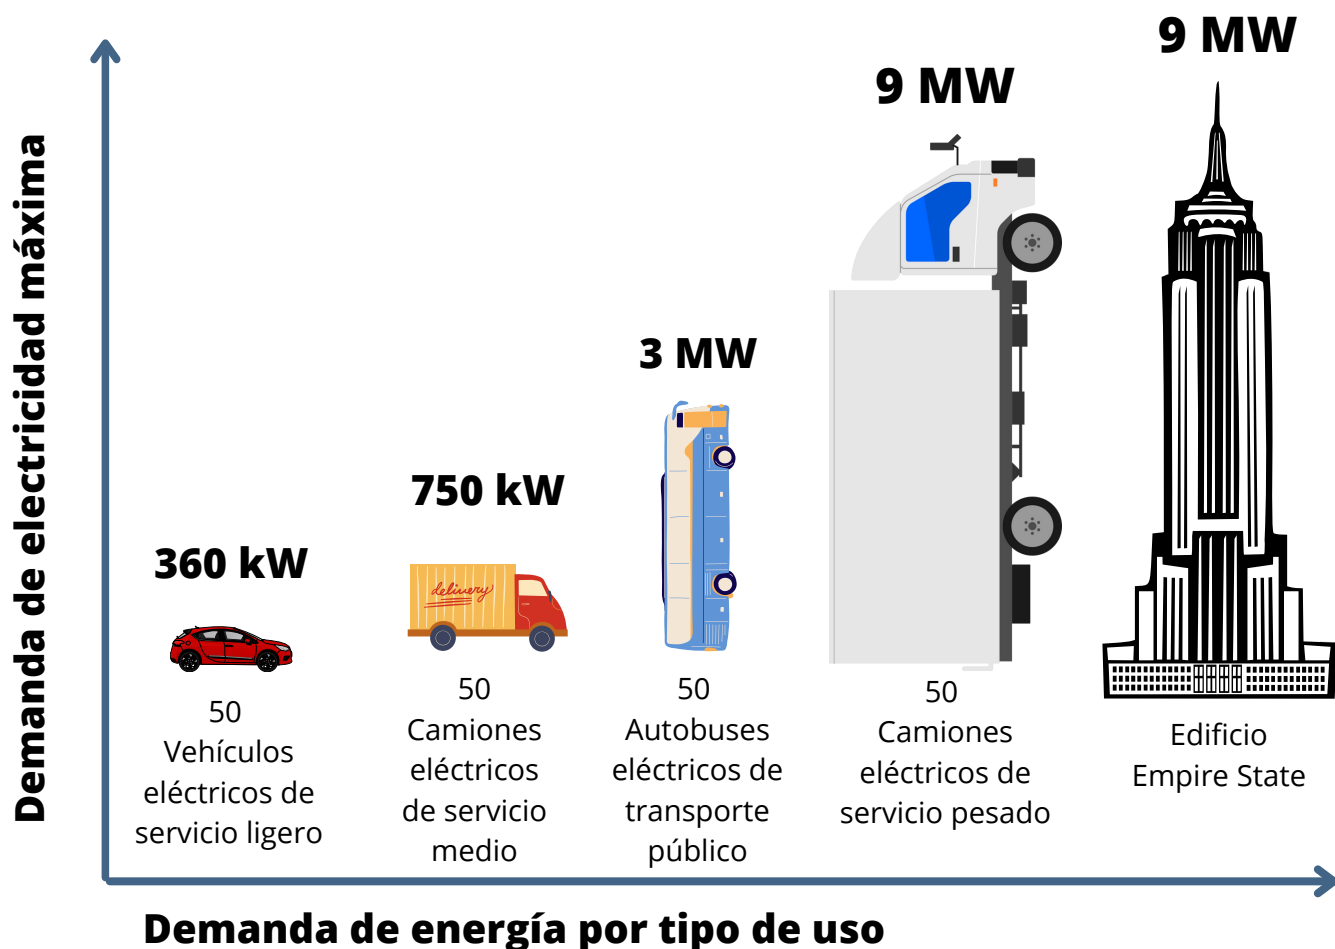 Demanda de electricidad máxima
360 kW
50
Vehículos
eléctricos de
servicio ligero
750 kW
delivery
50
Camiones
eléctricos
de servicio
medio
3 MW
50
Autobuses
eléctricos de
transporte
público
9 MW
50
Camiones
eléctricos de
servicio pesado
9 MW
Edificio
Empire State
Demanda de energía por tipo de uso